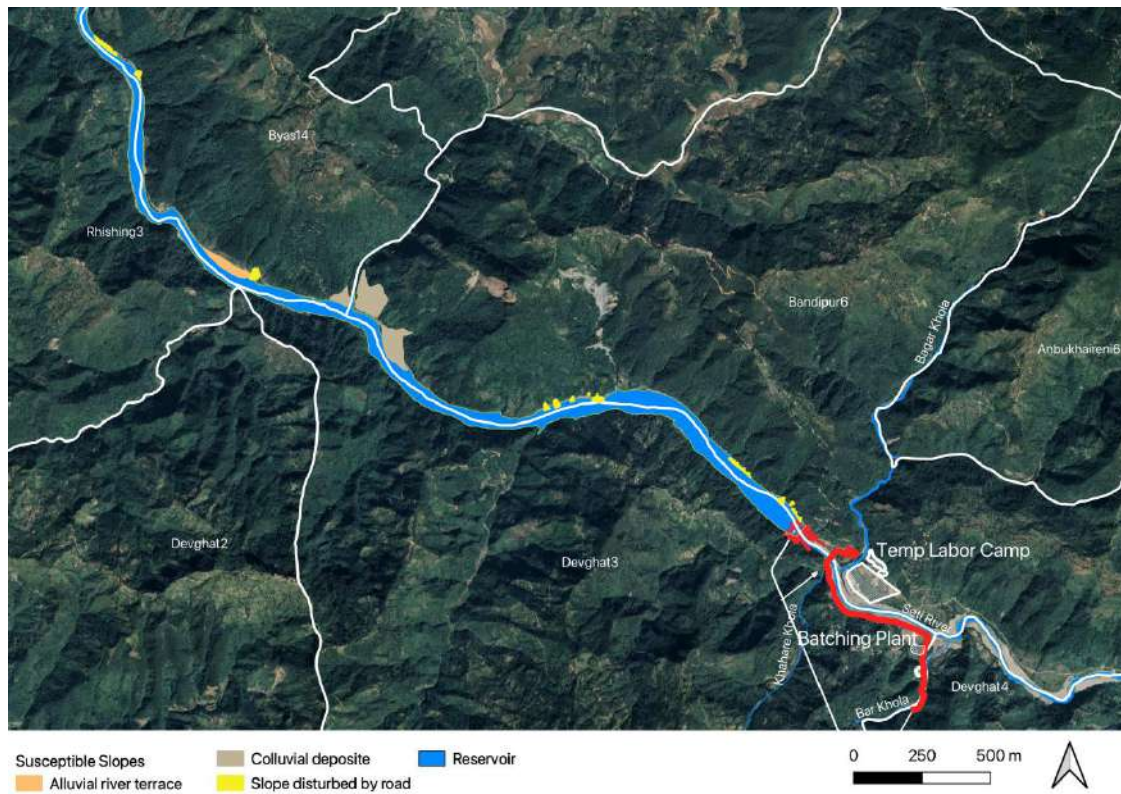 Byas14
Rhishing3
Bandipur6
Bagar Khola
Anbukhaireni6
Devghat2
Devghat3
Temp Labor Camp
Seti River
Khahare Khola
Batching Plant
Devghat4
Bar Khola
Susceptible Slopes
Alluvial river terrace
Colluvial deposite
Slope disturbed by road
Reservoir
0 250 500 m